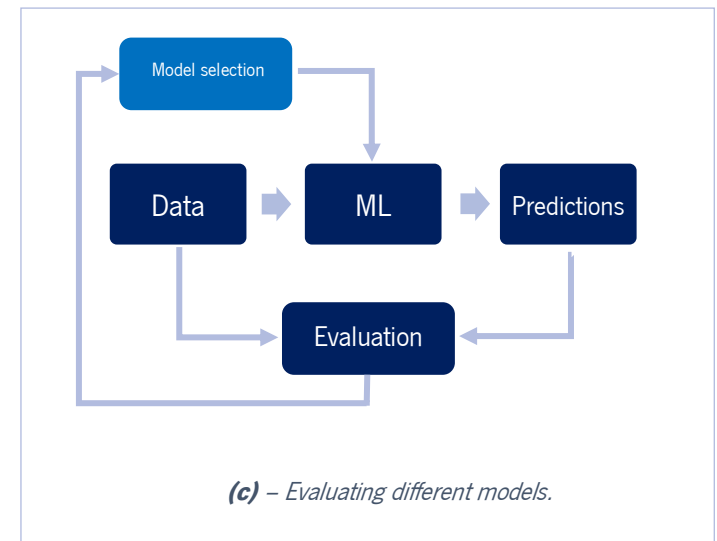 Model selection
Data
ML
Predictions
Evaluation
(c) – Evaluating different models.